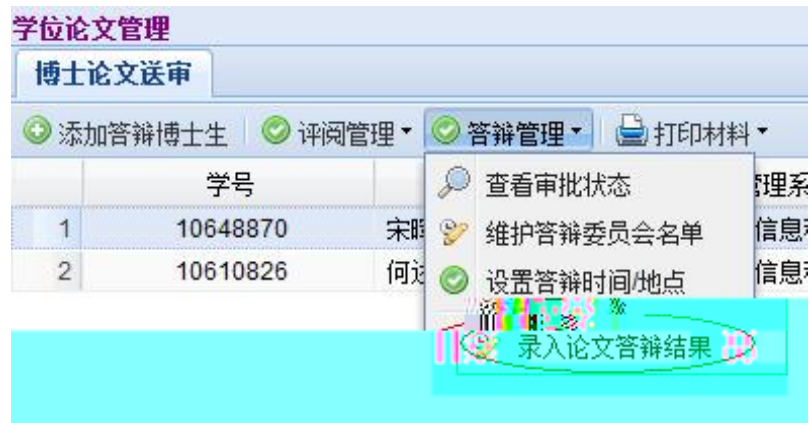 学位论文管理
博士论文送审
添加答辩博士生 评阅管理 答辩管理 打印材料
学号 查看审批状态 管理系
1 10648870 宋 维护答辩委员会名单 信息
2 10610826 何 设置答辩时间/地点 信息
录入论文答辩结果